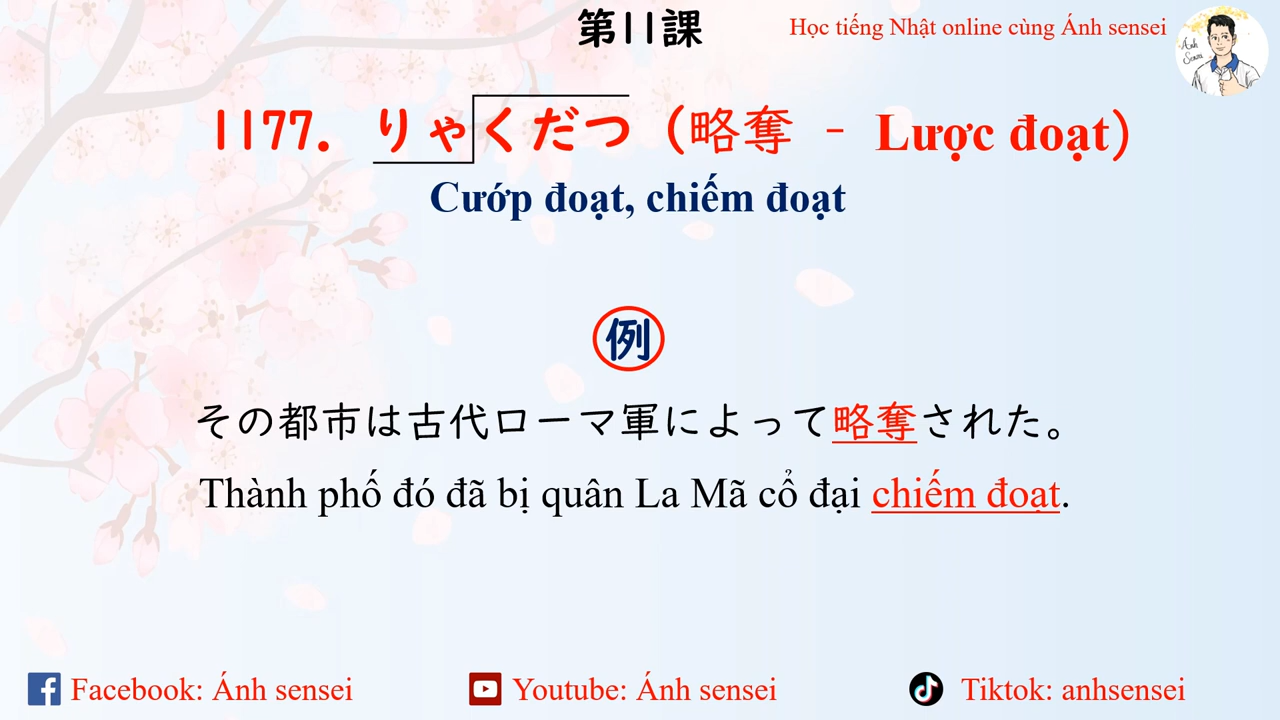 第11課
Học tiếng Nhật online cùng Ánh sensei
Ánh
Sensei
1177. りゃくだつ (略奪 - Lược đoạt)
Cướp đoạt, chiếm đoạt
例
その都市は古代ローマ軍によって略奪された。
Thành phố đó đã bị quân La Mã cổ đại chiếm đoạt.
Facebook: Ánh sensei
Youtube: Ánh sensei
Tiktok: anhsensei